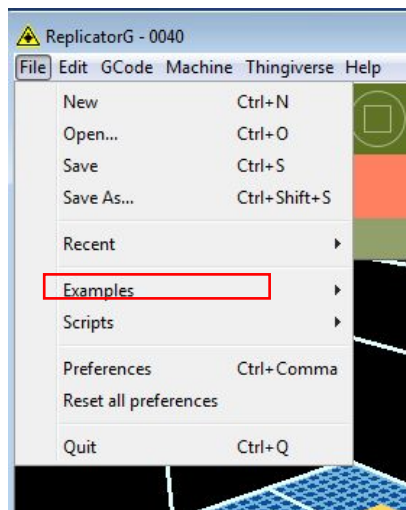 ReplicatorG - 0040
File Edit GCode Machine Thingiverse Help
New Ctrl+N
Open... Ctrl+O
Save Ctrl+S
Save As... Ctrl+Shift+S
Recent
Examples
Scripts
Preferences Ctrl+Comma
Reset all preferences
Quit Ctrl+Q